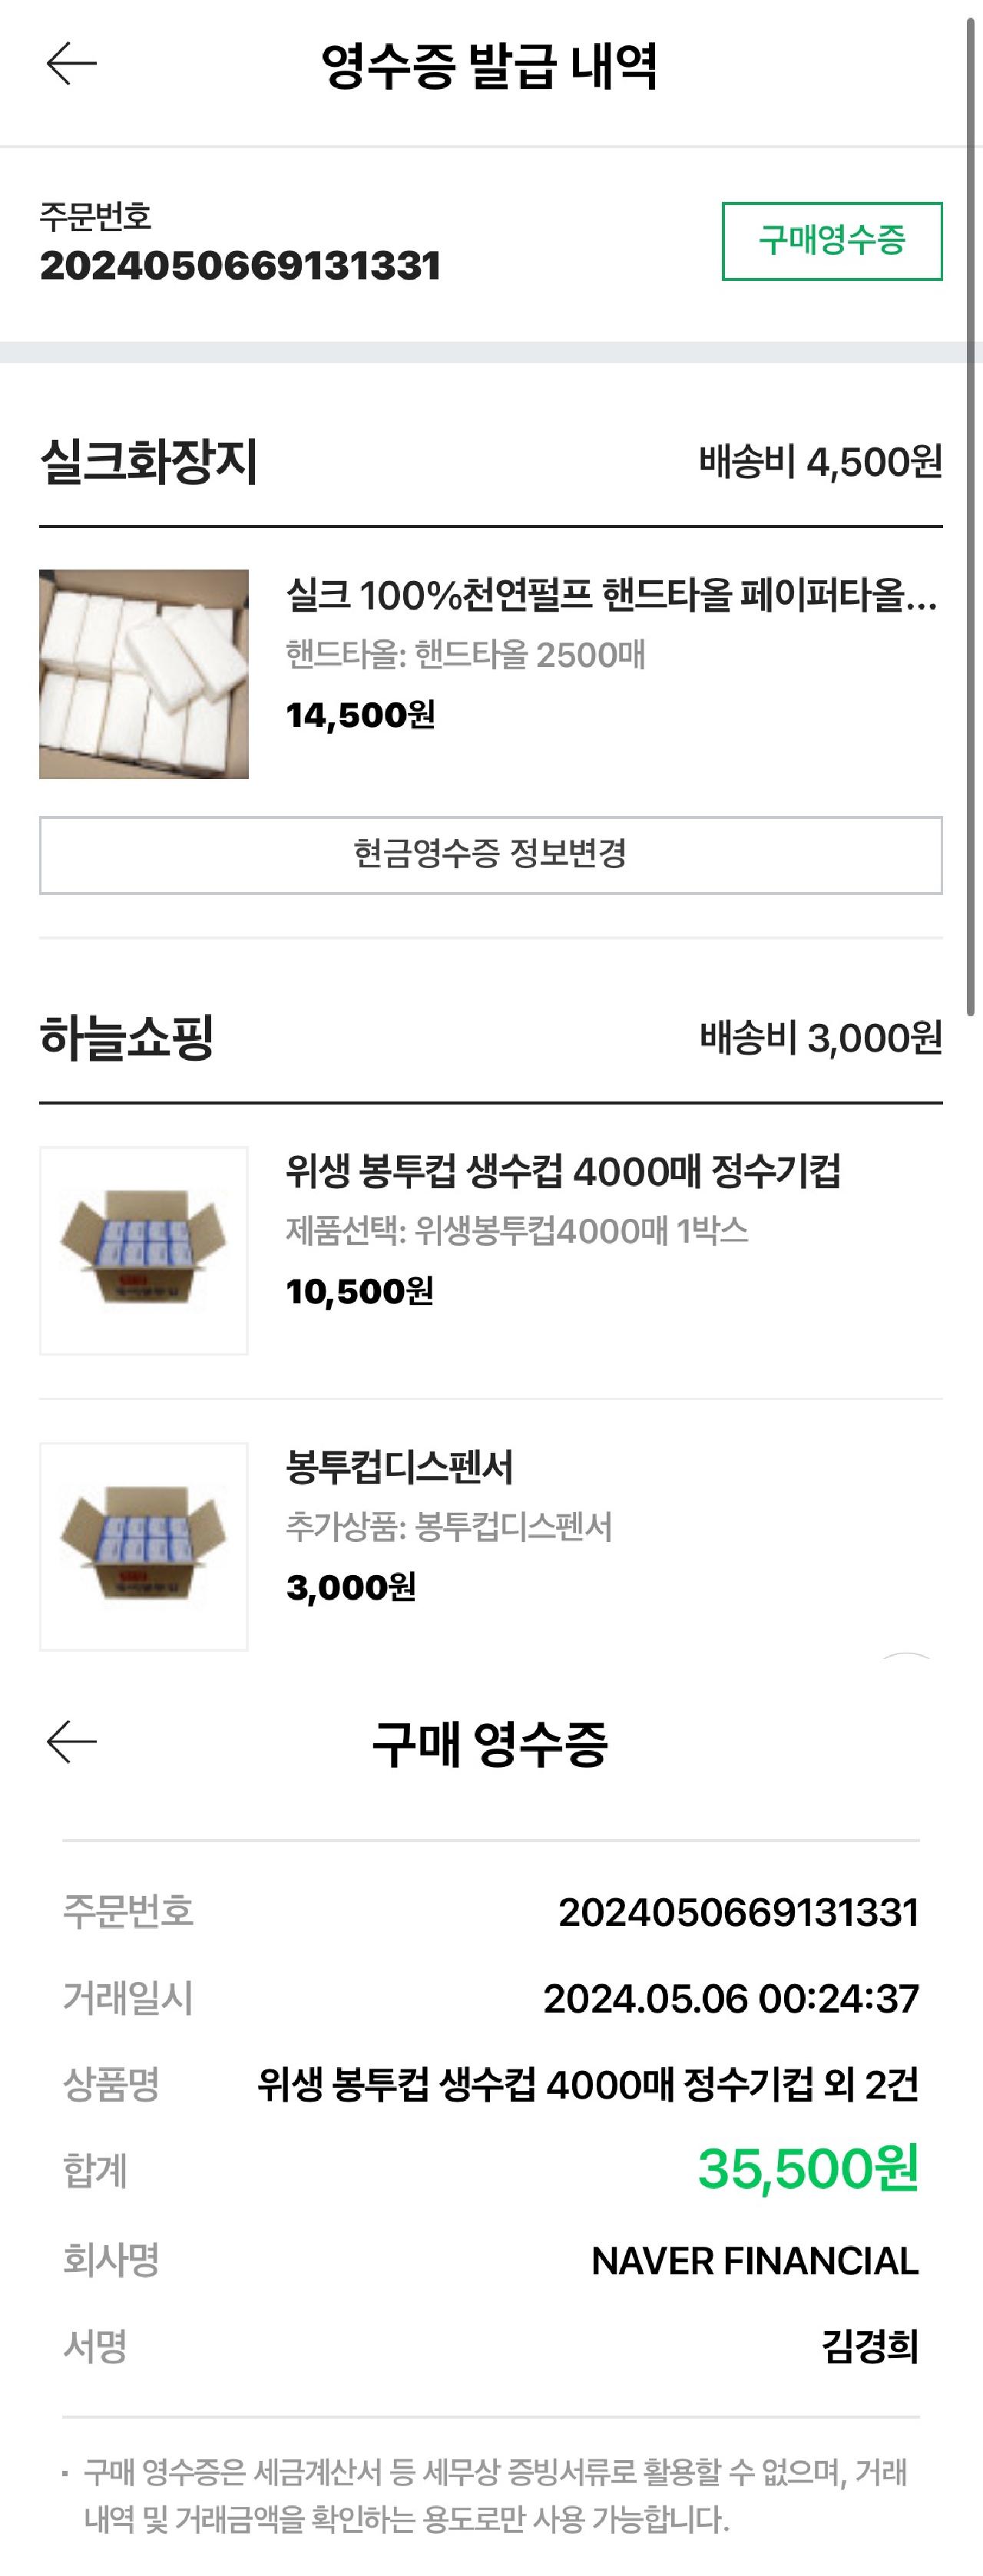 영수증 발급 내역
주문번호
2024050669131331
구매영수증
실크화장지
배송비 4,500원
실크 100%천연펄프 핸드타올 페이퍼타올...
핸드타올: 핸드타올 2500매
14,500원
현금영수증 정보변경
하늘쇼핑
배송비 3,000원
위생 봉투컵 생수컵 4000매 정수기컵
제품선택: 위생봉투컵4000매 1박스
10,500원
봉투컵디스펜서
추가상품: 봉투컵디스펜서
3,000원
구매 영수증
주문번호 2024050669131331
거래일시 2024.05.06 00:24:37
상품명 위생 봉투컵 생수컵 4000매 정수기컵 외 2건
합계 35,500원
회사명 NAVER FINANCIAL
서명 김경희
· 구매 영수증은 세금계산서 등 세무상 증빙서류로 활용할 수 없으며, 거래
내역 및 거래금액을 확인하는 용도로만 사용 가능합니다.